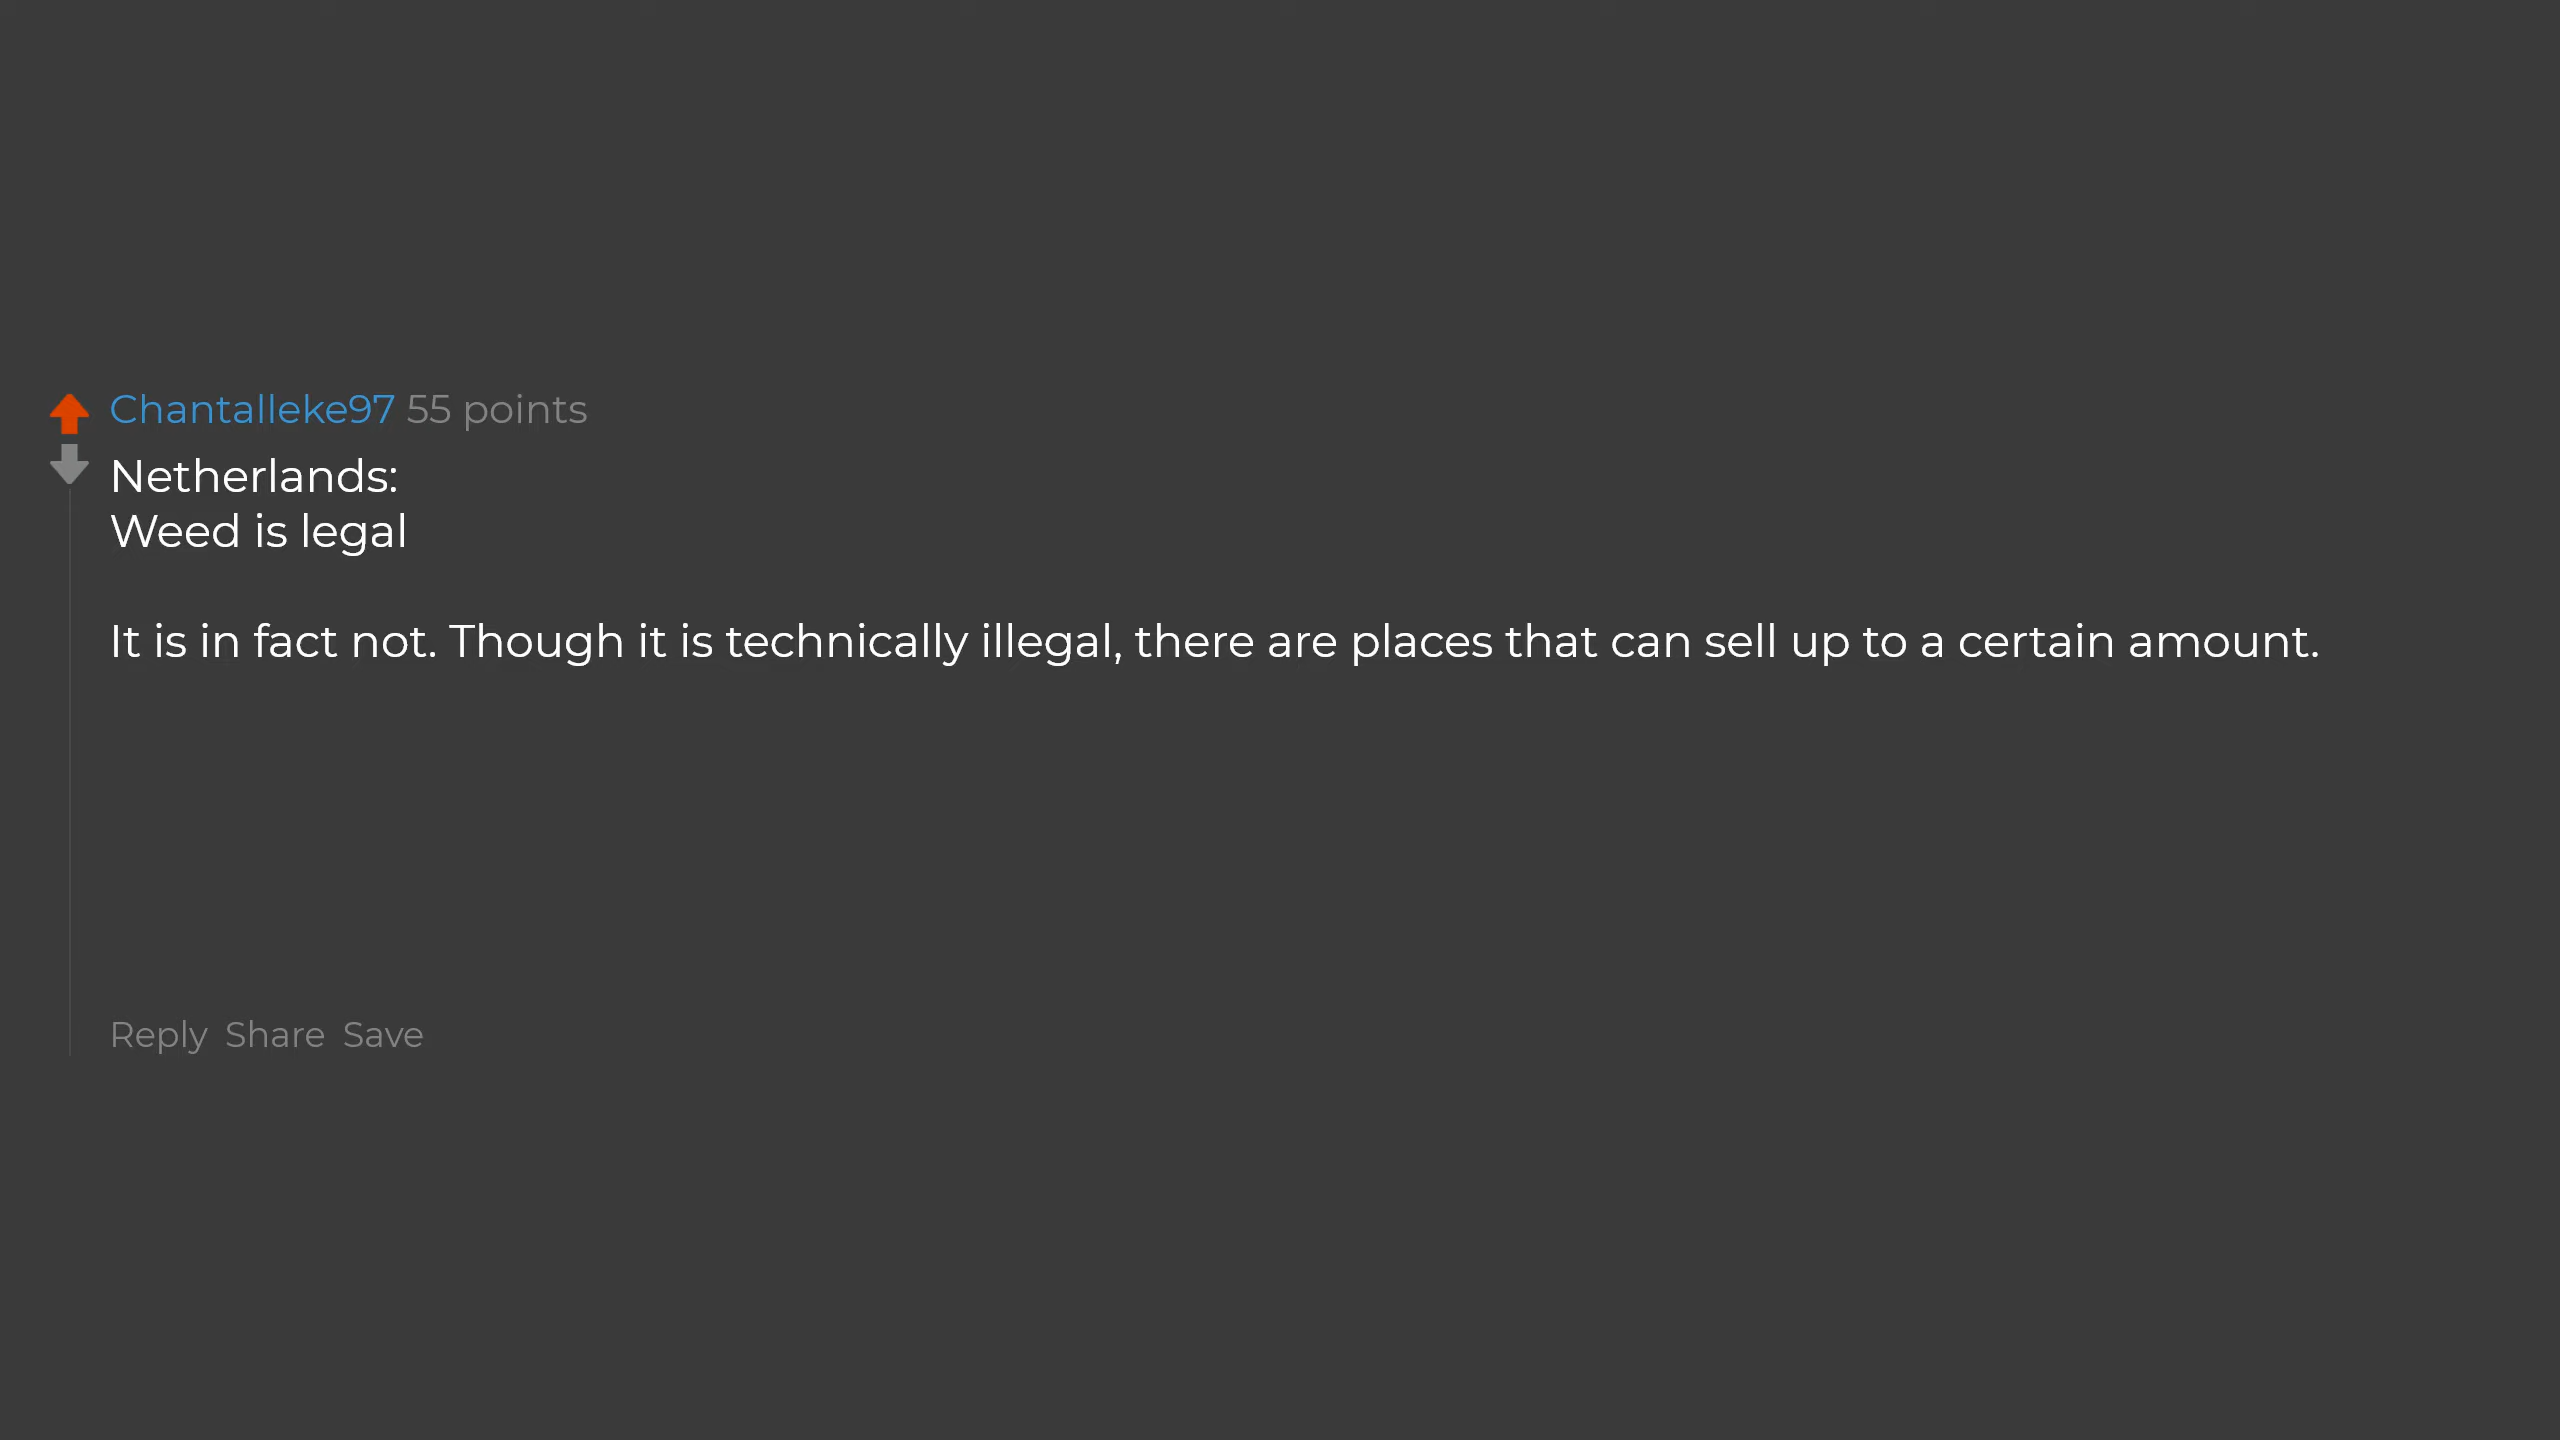 Chantalleke97 55 points
Netherlands:
Weed is legal
It is in fact not. Though it is technically illegal, there are places that can sell up to a certain amount.
Reply Share Save